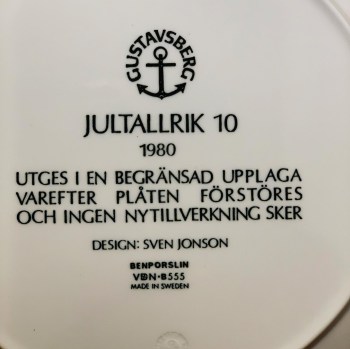 GUSTAVSBERG
JULTALLRIK 10
1980
UTGES I EN BEGRÄNSAD UPPLAGA
VAREFTER PLÅTEN FÖRSTÖRES
OCH INGEN NYTILLVERKNING SKER
DESIGN: SVEN JONSON
BENPORSLIN
VDN·B555
MADE IN SWEDEN